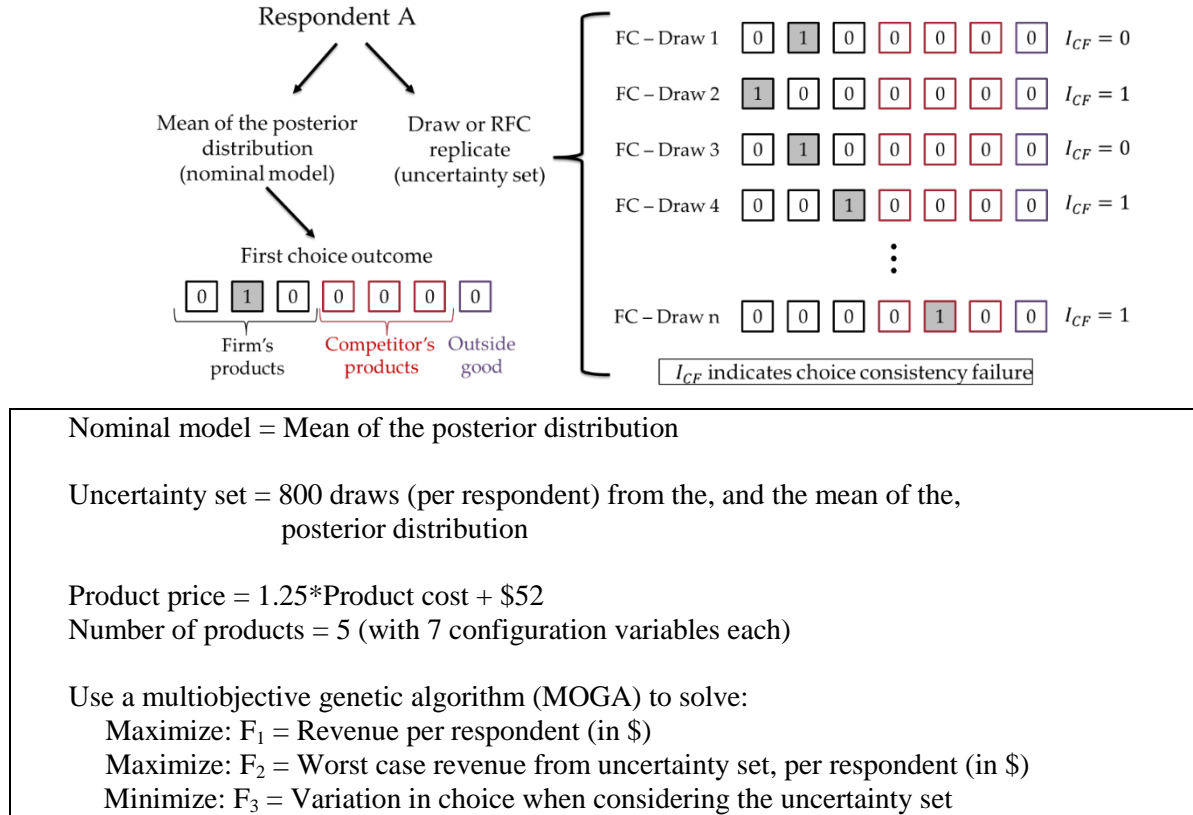 Respondent A
Mean of the posterior
distribution
(nominal model)
Draw or RFC
replicate
(uncertainty set)
First choice outcome
0 1 0 0 0 0 0
Firm's
products
Competitor's
products
Outside
good
FC – Draw 1 0 1 0 0 0 0 0 I_CF = 0
FC – Draw 2 1 0 0 0 0 0 0 I_CF = 1
FC – Draw 3 0 1 0 0 0 0 0 I_CF = 0
FC – Draw 4 0 0 1 0 0 0 0 I_CF = 1
⋮
FC – Draw n 0 0 0 0 1 0 0 I_CF = 1
I_CF indicates choice consistency failure
Nominal model = Mean of the posterior distribution
Uncertainty set = 800 draws (per respondent) from the, and the mean of the,
posterior distribution
Product price = 1.25*Product cost + $52
Number of products = 5 (with 7 configuration variables each)
Use a multiobjective genetic algorithm (MOGA) to solve:
Maximize: F₁ = Revenue per respondent (in $)
Maximize: F₂ = Worst case revenue from uncertainty set, per respondent (in $)
Minimize: F₃ = Variation in choice when considering the uncertainty set